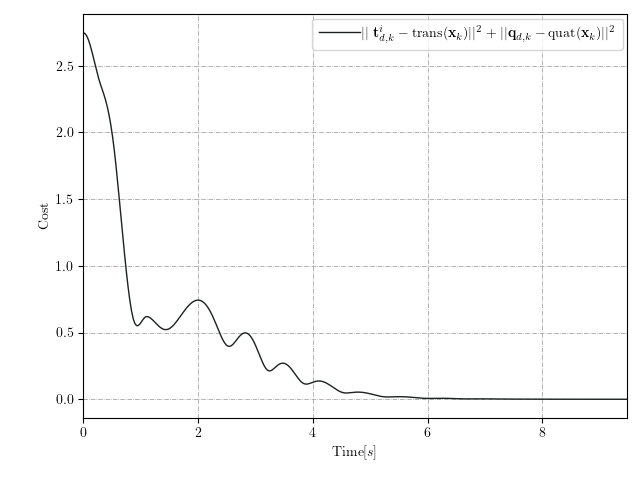 || t^i_{d,k} − trans(x_k)||^2 + ||q_{d,k} − quat(x_k)||^2
Cost
2.5
2.0
1.5
1.0
0.5
0.0
0 2 4 6 8
Time[s]